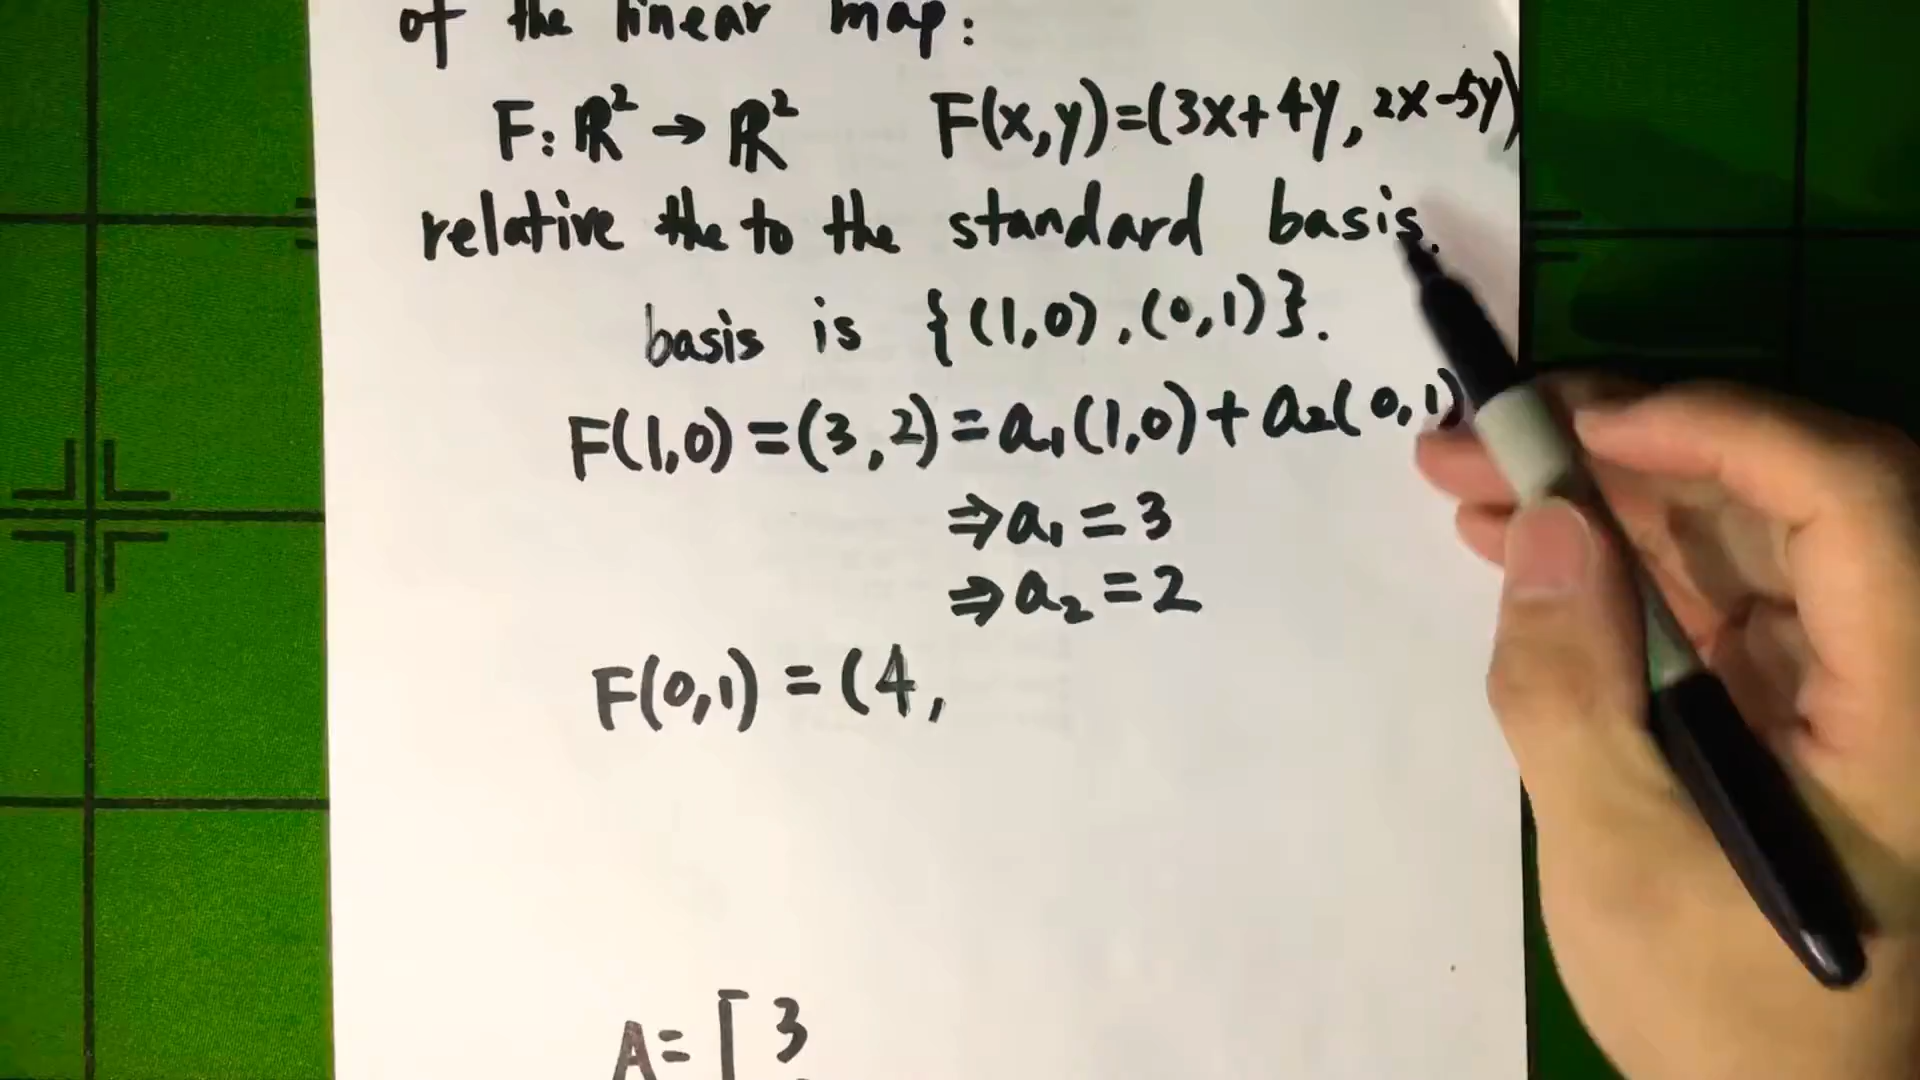 of the linear map:
F: ℝ² → ℝ² F(x,y)=(3x+4y, 2x-5y)
relative the to the standard basis.
basis is {(1,0), (0,1)}.
F(1,0) = (3,2) = a₁(1,0) + a₂(0,1)
⇒ a₁ = 3
⇒ a₂ = 2
F(0,1) = (4,
A = [ 3